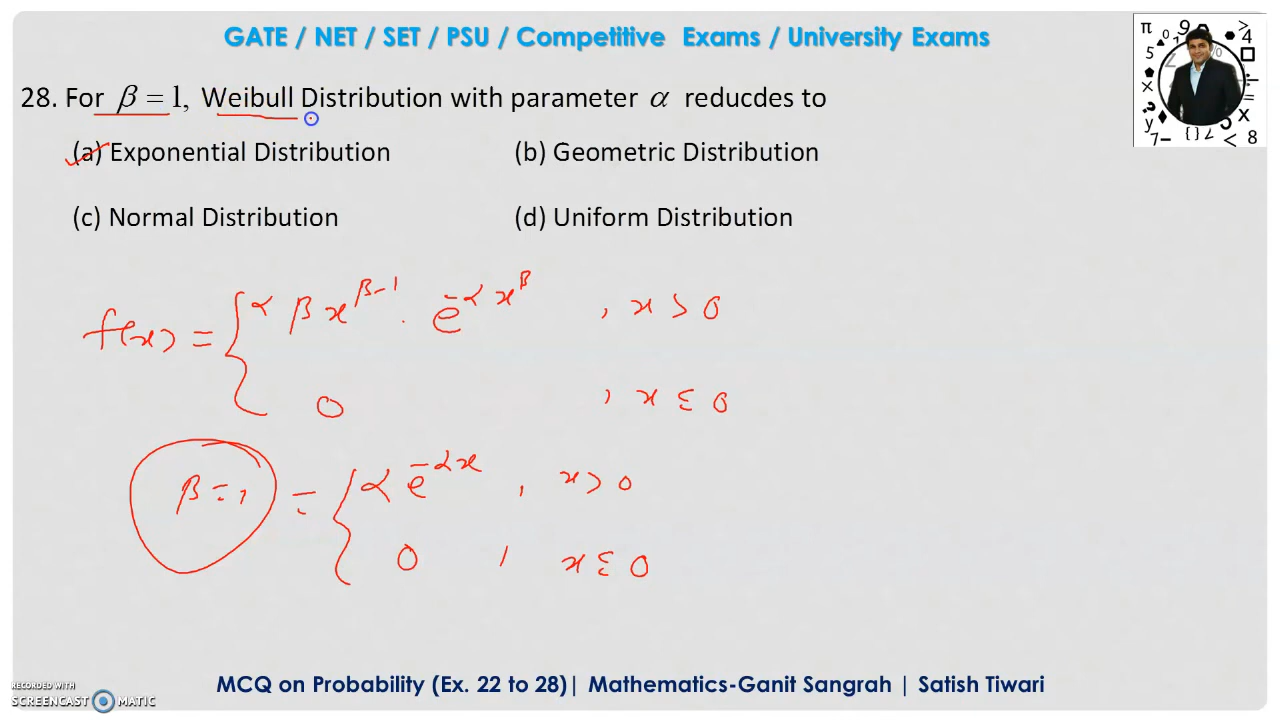 GATE / NET / SET / PSU / Competitive Exams / University Exams
28. For β = 1, Weibull Distribution with parameter α reducdes to
(a) Exponential Distribution (b) Geometric Distribution
(c) Normal Distribution (d) Uniform Distribution
f(x) = { α β x^{β-1} . e^{-α x^β} , x > 0
0 , x ≤ 0
β = 1 = { α e^{-αx} , x > 0
0 , x ≤ 0
MCQ on Probability (Ex. 22 to 28)| Mathematics-Ganit Sangrah | Satish Tiwari
RECORDED WITH
SCREENCAST MATIC